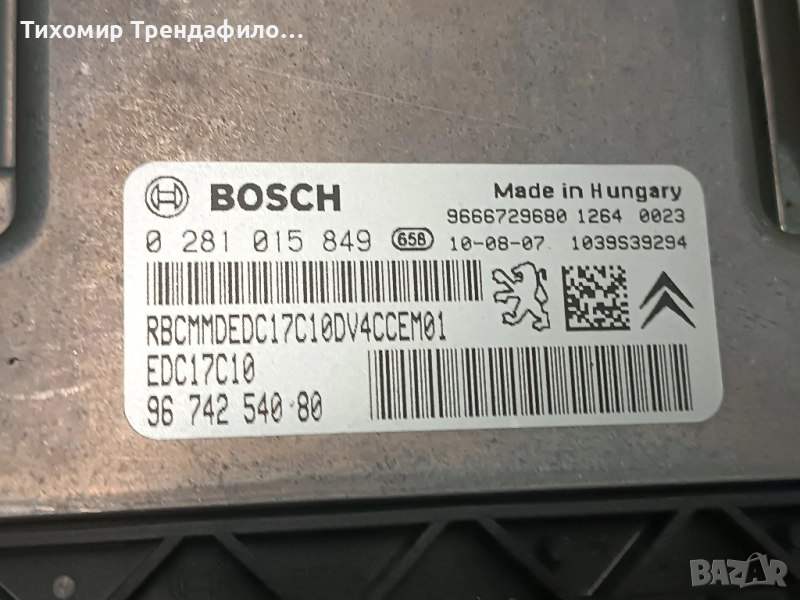 Тихомир Трендафило...
BOSCH
Made in Hungary
9666729680 1264 0023
0 281 015 849 658 10-08-07 1039S39294
RBCMMDEDC17C10DV4CCEM01
EDC17C10
96 742 540 80
BAZAR